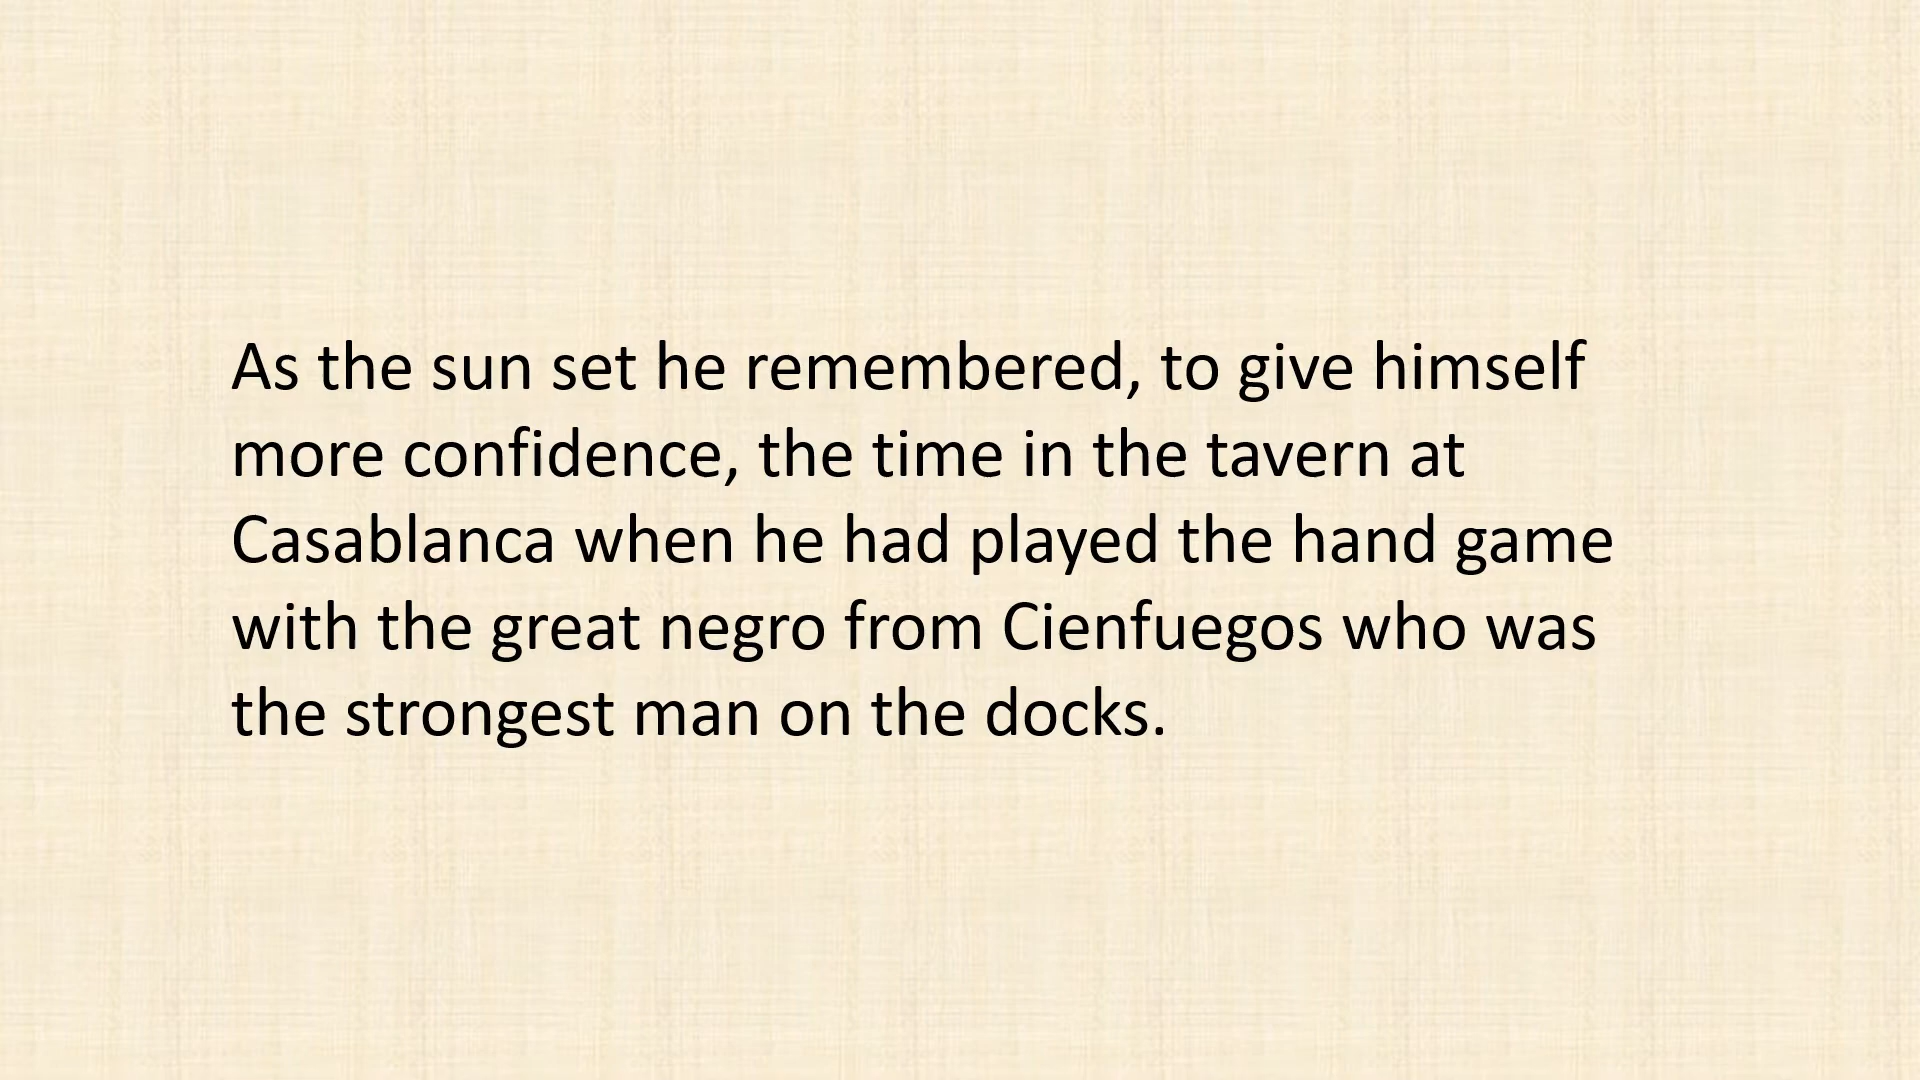 As the sun set he remembered, to give himself
more confidence, the time in the tavern at
Casablanca when he had played the hand game
with the great negro from Cienfuegos who was
the strongest man on the docks.